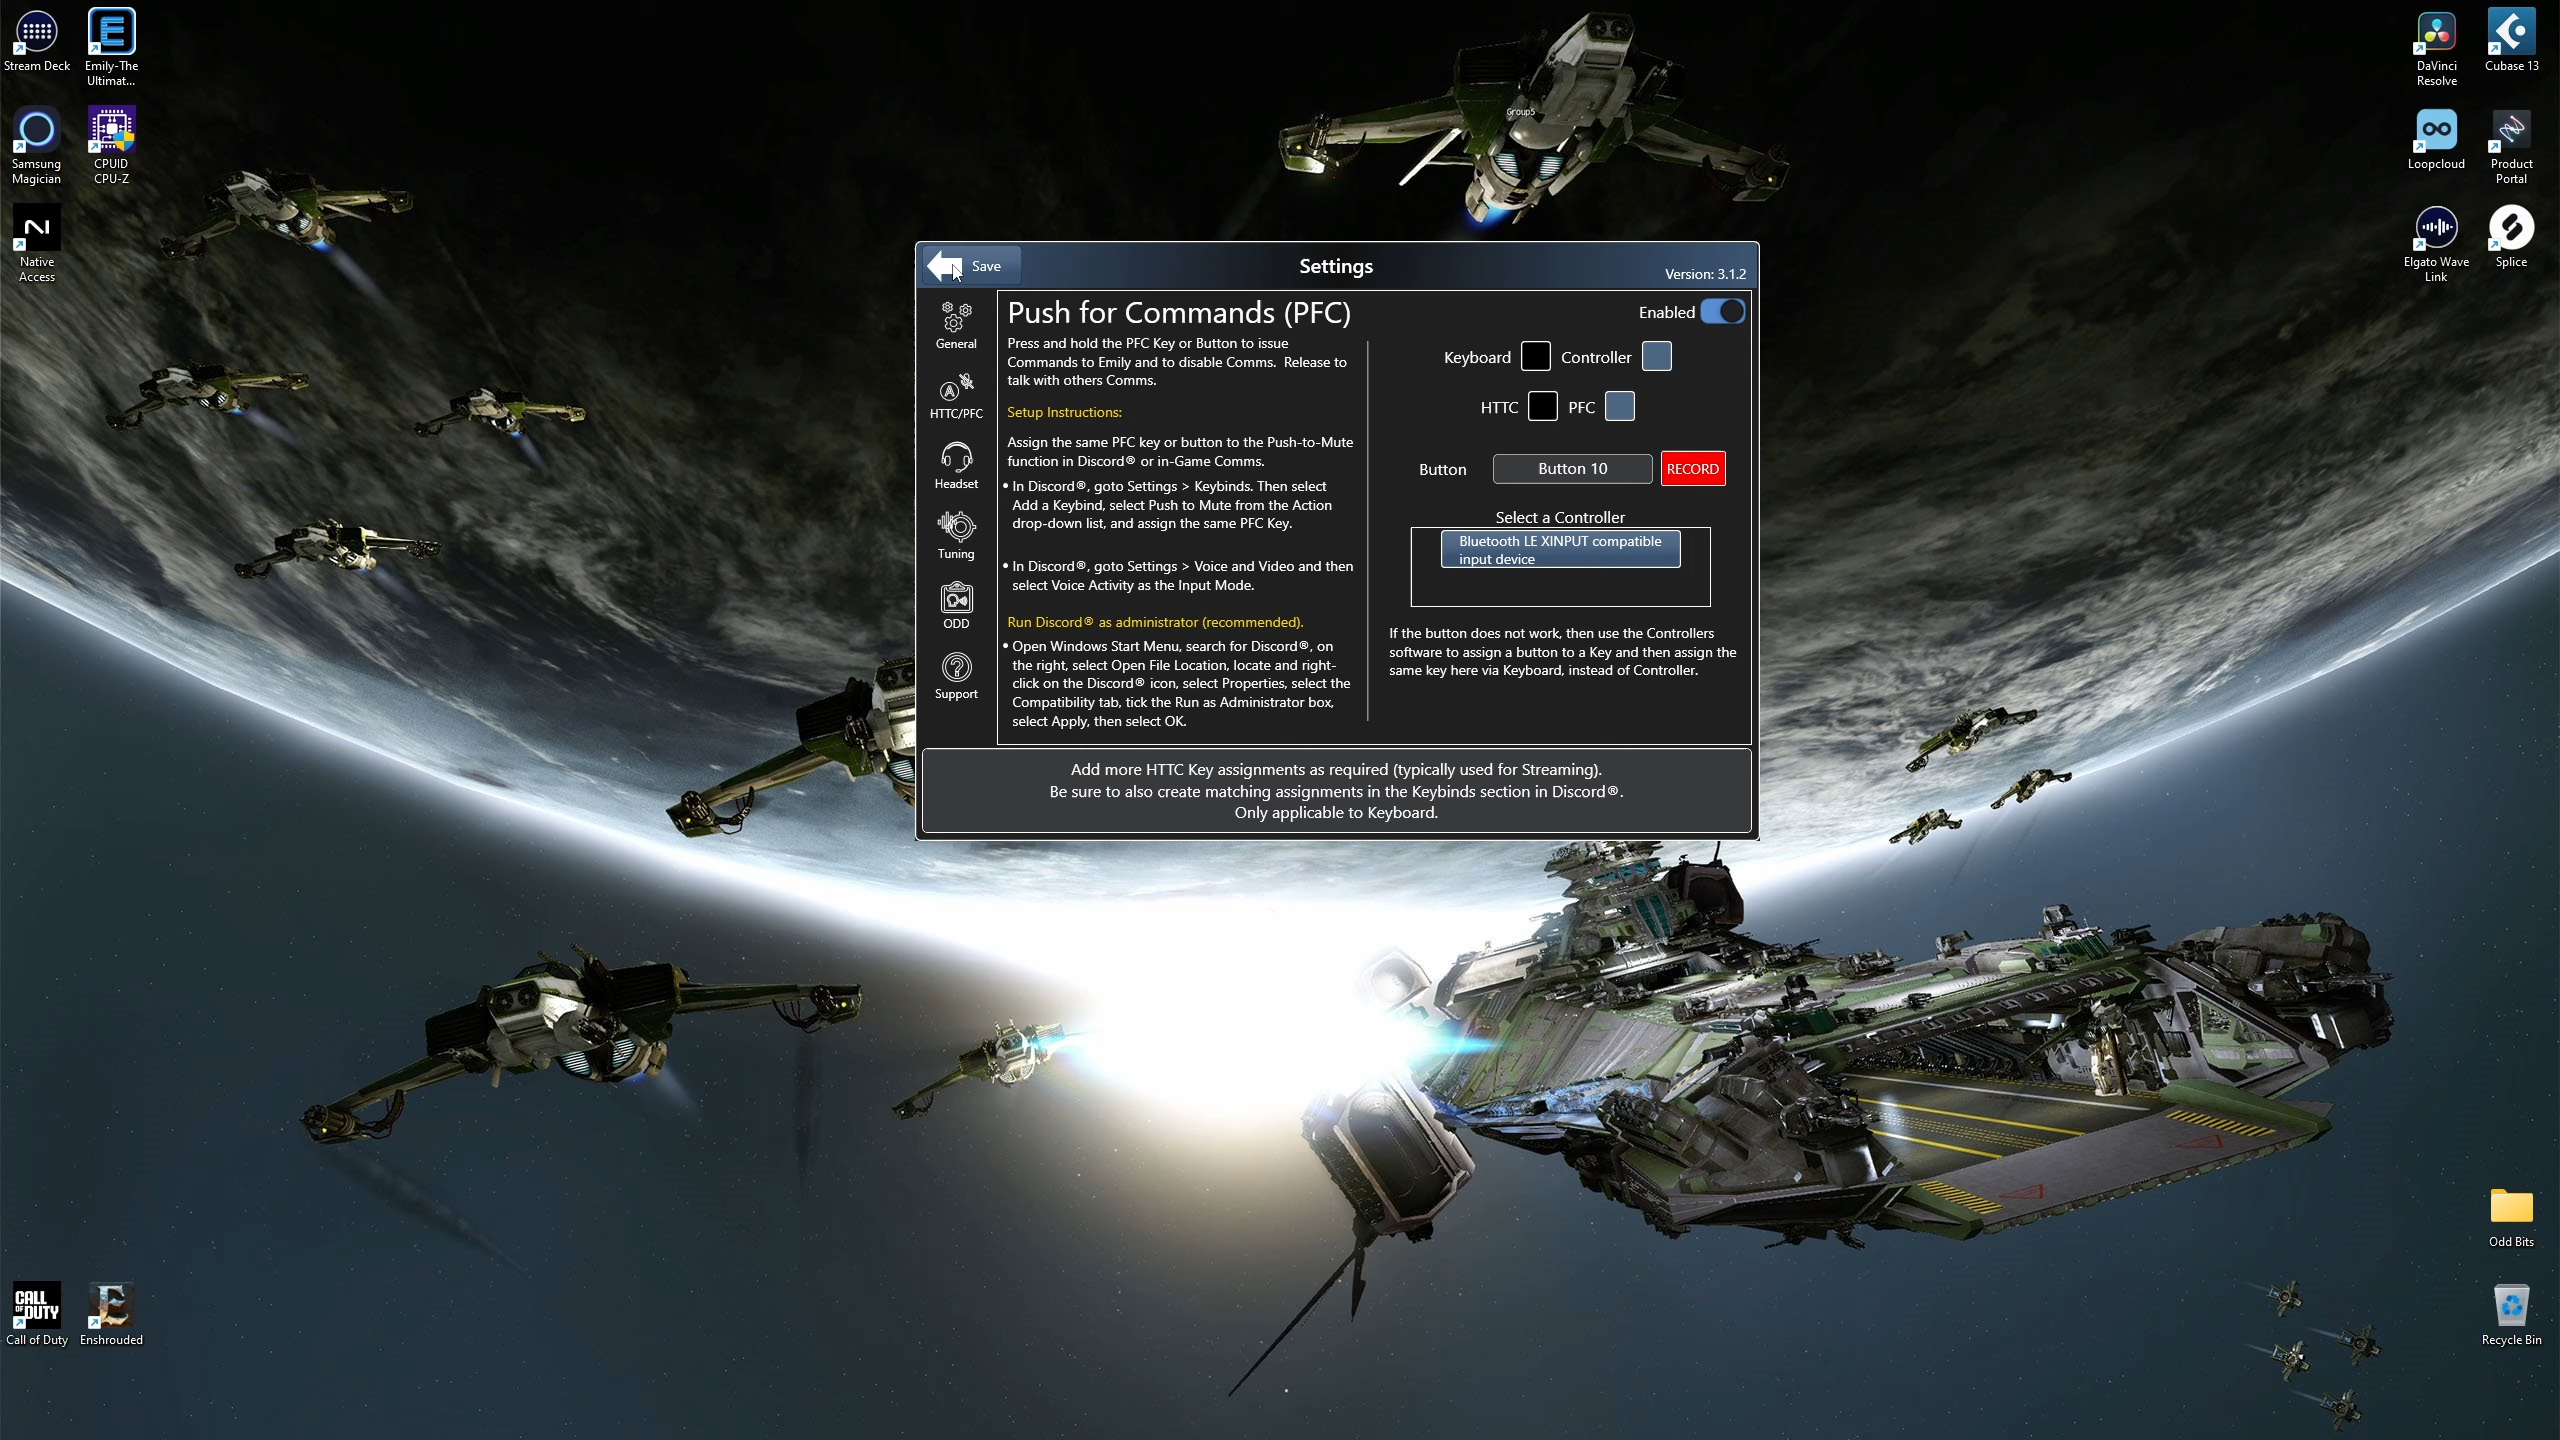 Stream Deck
Emily-The
Ultimat...
Samsung
Magician
CPUID
CPU-Z
Native
Access
DaVinci
Resolve
Cubase 13
Loopcloud
Product
Portal
Elgato Wave
Link
Splice
Group5
Save
Settings
Version: 3.1.2
General
HTTC/PFC
Headset
Tuning
ODD
Support
Push for Commands (PFC)
Press and hold the PFC Key or Button to issue
Commands to Emily and to disable Comms. Release to
talk with others Comms.
Setup Instructions:
Assign the same PFC key or button to the Push-to-Mute
function in Discord® or in-Game Comms.
• In Discord®, goto Settings > Keybinds. Then select
Add a Keybind, select Push to Mute from the Action
drop-down list, and assign the same PFC Key.
• In Discord®, goto Settings > Voice and Video and then
select Voice Activity as the Input Mode.
Run Discord® as administrator (recommended).
• Open Windows Start Menu, search for Discord®, on
the right, select Open File Location, locate and right-
click on the Discord® icon, select Properties, select the
Compatibility tab, tick the Run as Administrator box,
select Apply, then select OK.
Enabled
Keyboard Controller
HTTC PFC
Button Button 10 RECORD
Select a Controller
Bluetooth LE XINPUT compatible
input device
If the button does not work, then use the Controllers
software to assign a button to a Key and then assign the
same key here via Keyboard, instead of Controller.
Add more HTTC Key assignments as required (typically used for Streaming).
Be sure to also create matching assignments in the Keybinds section in Discord®.
Only applicable to Keyboard.
CALL
OF DUTY
Call of Duty
Enshrouded
Odd Bits
Recycle Bin